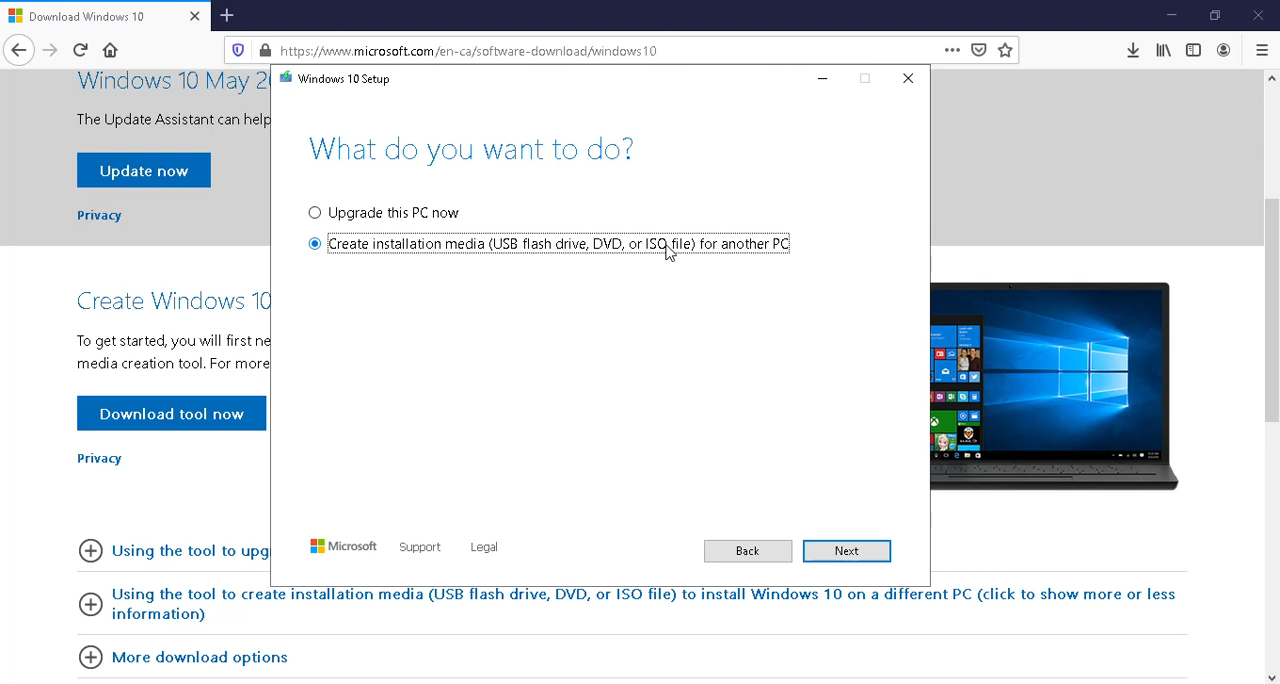 Download Windows 10
https://www.microsoft.com/en-ca/software-download/windows10
Windows 10 May 20
The Update Assistant can help
Update now
Privacy
Windows 10 Setup
What do you want to do?
Upgrade this PC now
Create installation media (USB flash drive, DVD, or ISO file) for another PC
Microsoft
Support
Legal
Back
Next
Create Windows 10
To get started, you will first ne
media creation tool. For more
Download tool now
Privacy
Using the tool to upg
Using the tool to create installation media (USB flash drive, DVD, or ISO file) to install Windows 10 on a different PC (click to show more or less
information)
More download options